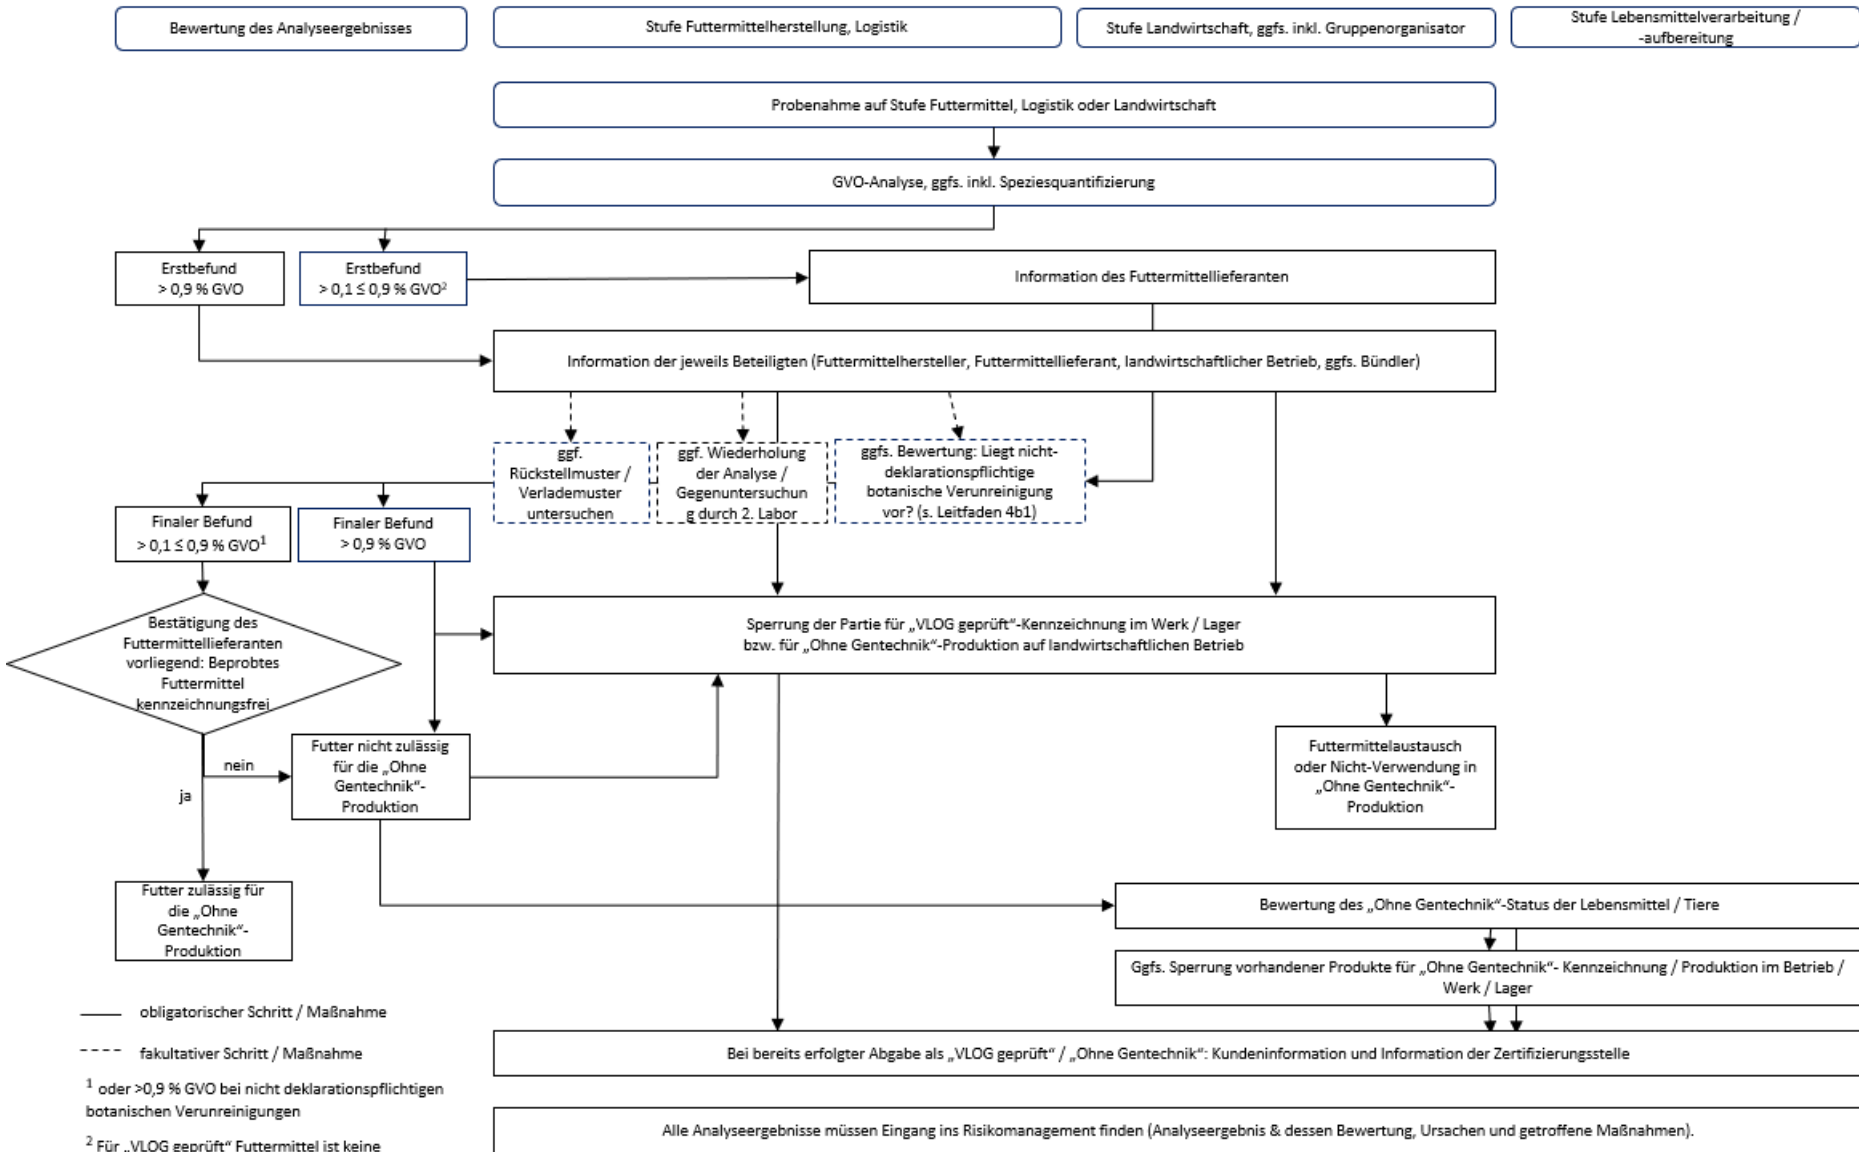 Bewertung des Analyseergebnisses
Stufe Futtermittelherstellung, Logistik
Stufe Landwirtschaft, ggfs. inkl. Gruppenorganisator
Stufe Lebensmittelverarbeitung /
-aufbereitung
Probenahme auf Stufe Futtermittel, Logistik oder Landwirtschaft
GVO-Analyse, ggfs. inkl. Speziesquantifizierung
Erstbefund
> 0,9 % GVO
Erstbefund
> 0,1 ≤ 0,9 % GVO²
Information des Futtermittellieferanten
Information der jeweils Beteiligten (Futtermittelhersteller, Futtermittellieferant, landwirtschaftlicher Betrieb, ggfs. Bündler)
ggf.
Rückstellmuster /
Verlademuster
untersuchen
ggf. Wiederholung
der Analyse /
Gegenuntersuchun
g durch 2. Labor
ggfs. Bewertung: Liegt nicht-
deklarationspflichtige
botanische Verunreinigung
vor? (s. Leitfaden 4b1)
Finaler Befund
> 0,1 ≤ 0,9 % GVO¹
Finaler Befund
> 0,9 % GVO
Bestätigung des
Futtermittellieferanten
vorliegend: Beprobtes
Futtermittel
kennzeichnungsfrei
Sperrung der Partie für „VLOG geprüft“-Kennzeichnung im Werk / Lager
bzw. für „Ohne Gentechnik“-Produktion auf landwirtschaftlichen Betrieb
nein
ja
Futter nicht zulässig
für die „Ohne
Gentechnik“-
Produktion
Futtermittelaustausch
oder Nicht-Verwendung in
„Ohne Gentechnik“-
Produktion
Futter zulässig für
die „Ohne
Gentechnik“-
Produktion
Bewertung des „Ohne Gentechnik“-Status der Lebensmittel / Tiere
Ggfs. Sperrung vorhandener Produkte für „Ohne Gentechnik“- Kennzeichnung / Produktion im Betrieb /
Werk / Lager
Bei bereits erfolgter Abgabe als „VLOG geprüft“ / „Ohne Gentechnik“: Kundeninformation und Information der Zertifizierungsstelle
Alle Analyseergebnisse müssen Eingang ins Risikomanagement finden (Analyseergebnis & dessen Bewertung, Ursachen und getroffene Maßnahmen).
obligatorischer Schritt / Maßnahme
fakultativer Schritt / Maßnahme
¹ oder >0,9 % GVO bei nicht deklarationspflichtigen
botanischen Verunreinigungen
² Für „VLOG geprüft“ Futtermittel ist keine